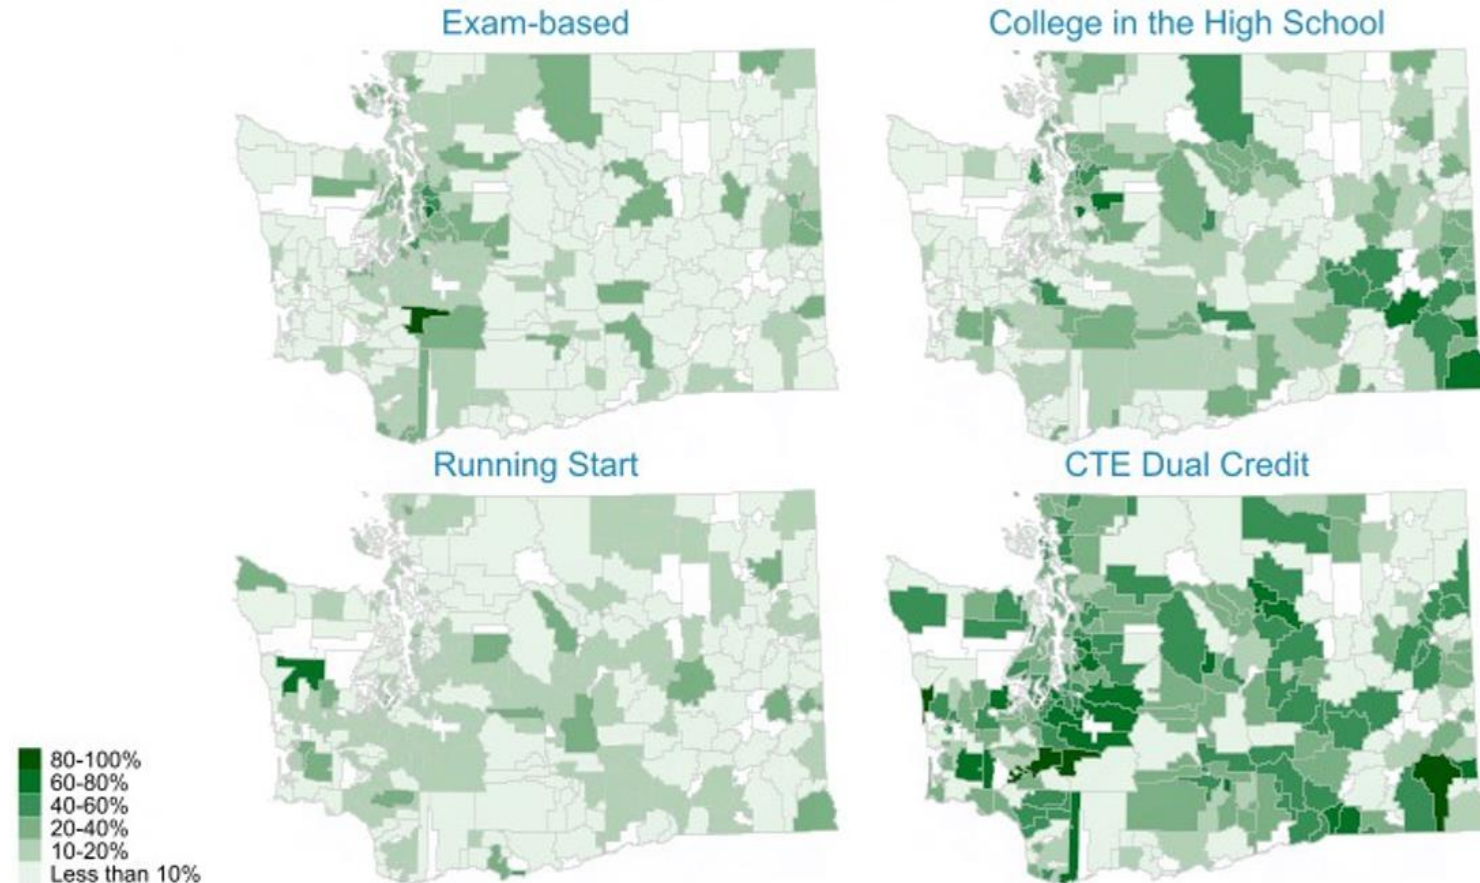 Exam-based
College in the High School
Running Start
CTE Dual Credit
80-100%
60-80%
40-60%
20-40%
10-20%
Less than 10%